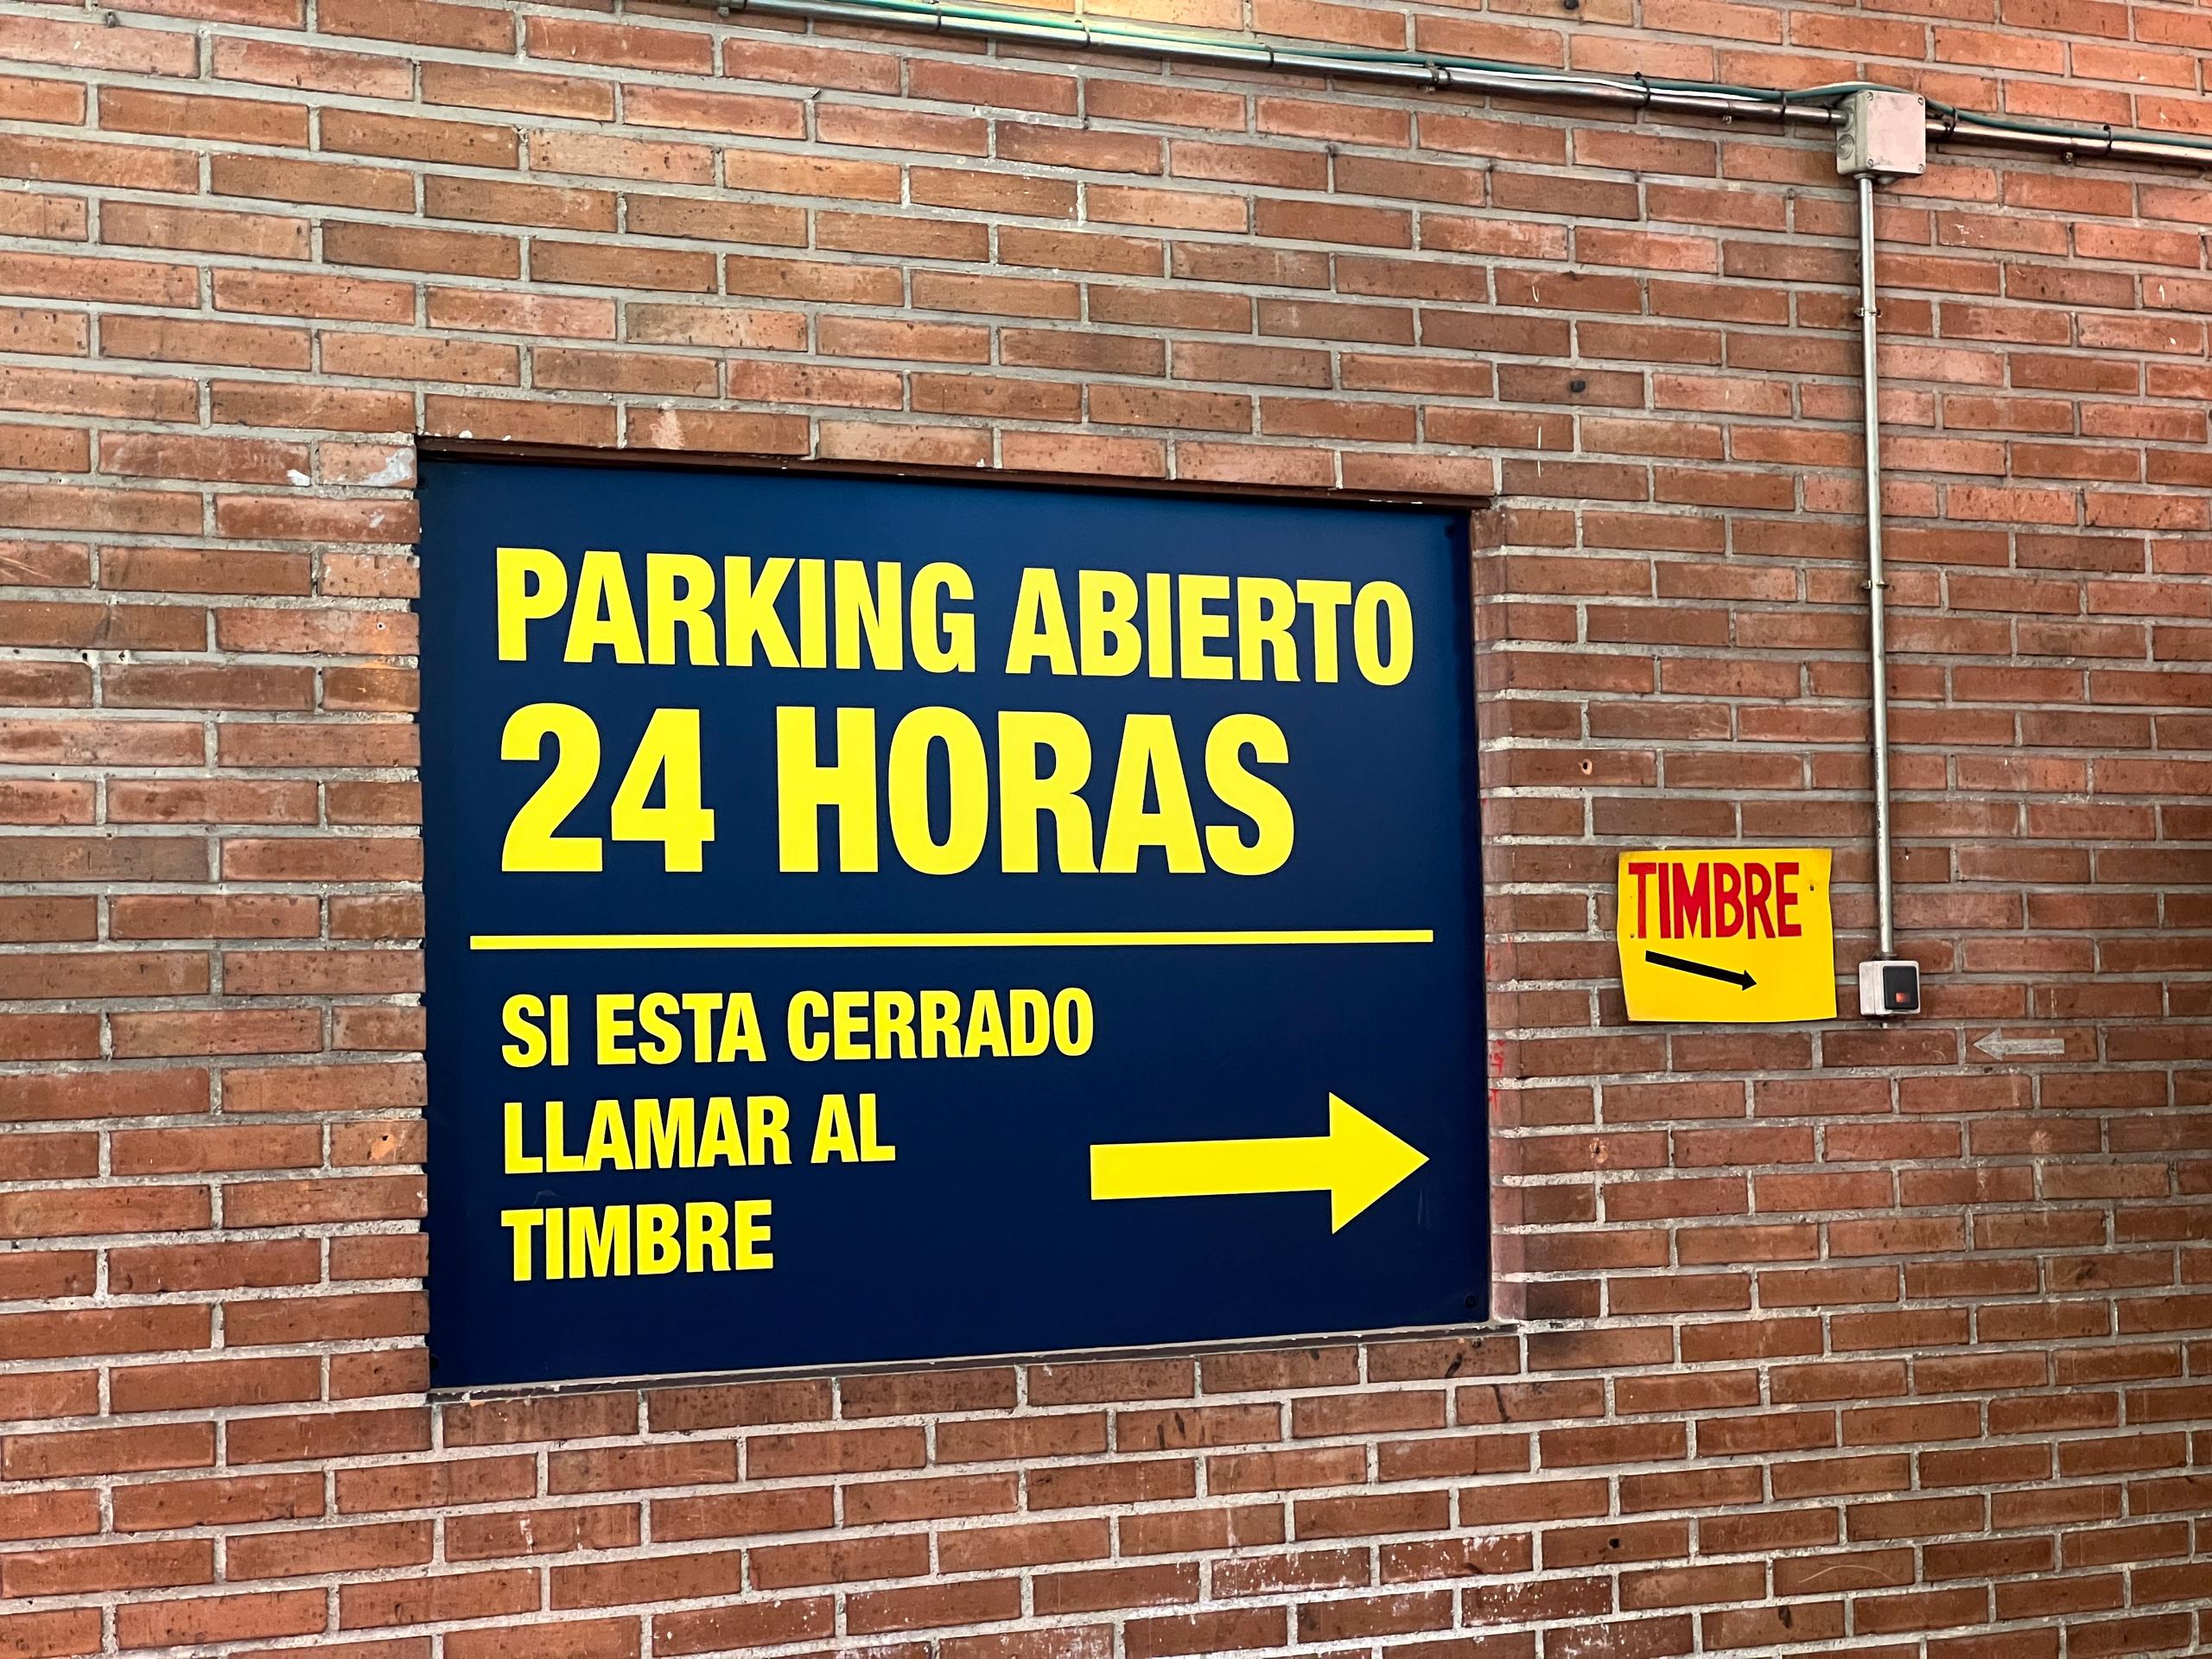 PARKING ABIERTO
24 HORAS
SI ESTA CERRADO
LLAMAR AL
TIMBRE
TIMBRE